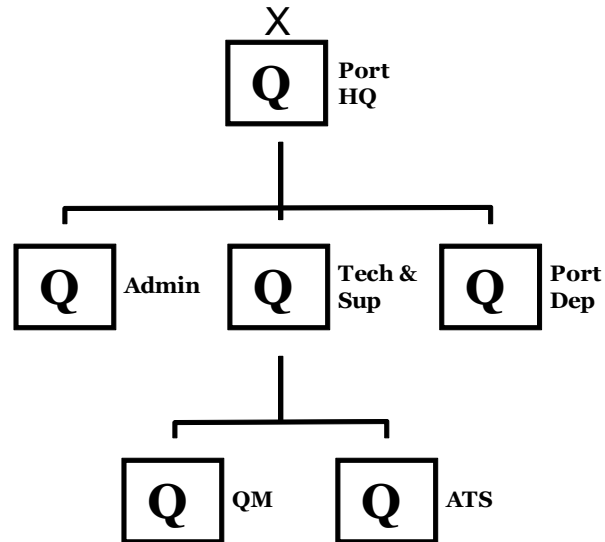 X
Q Port
HQ
Q Admin Q Tech & Sup Q Port Dep
Q QM Q ATS